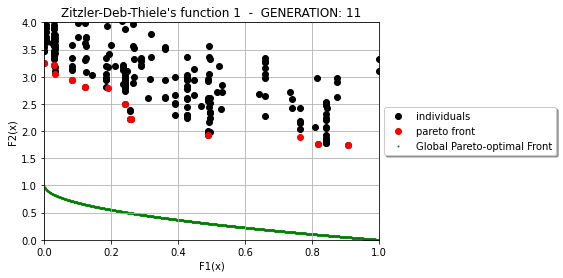 Zitzler-Deb-Thiele's function 1 - GENERATION: 11
F2(x)
4.0
3.5
3.0
2.5
2.0
1.5
1.0
0.5
0.0
0.0 0.2 0.4 0.6 0.8 1.0
F1(x)
individuals
pareto front
Global Pareto-optimal Front